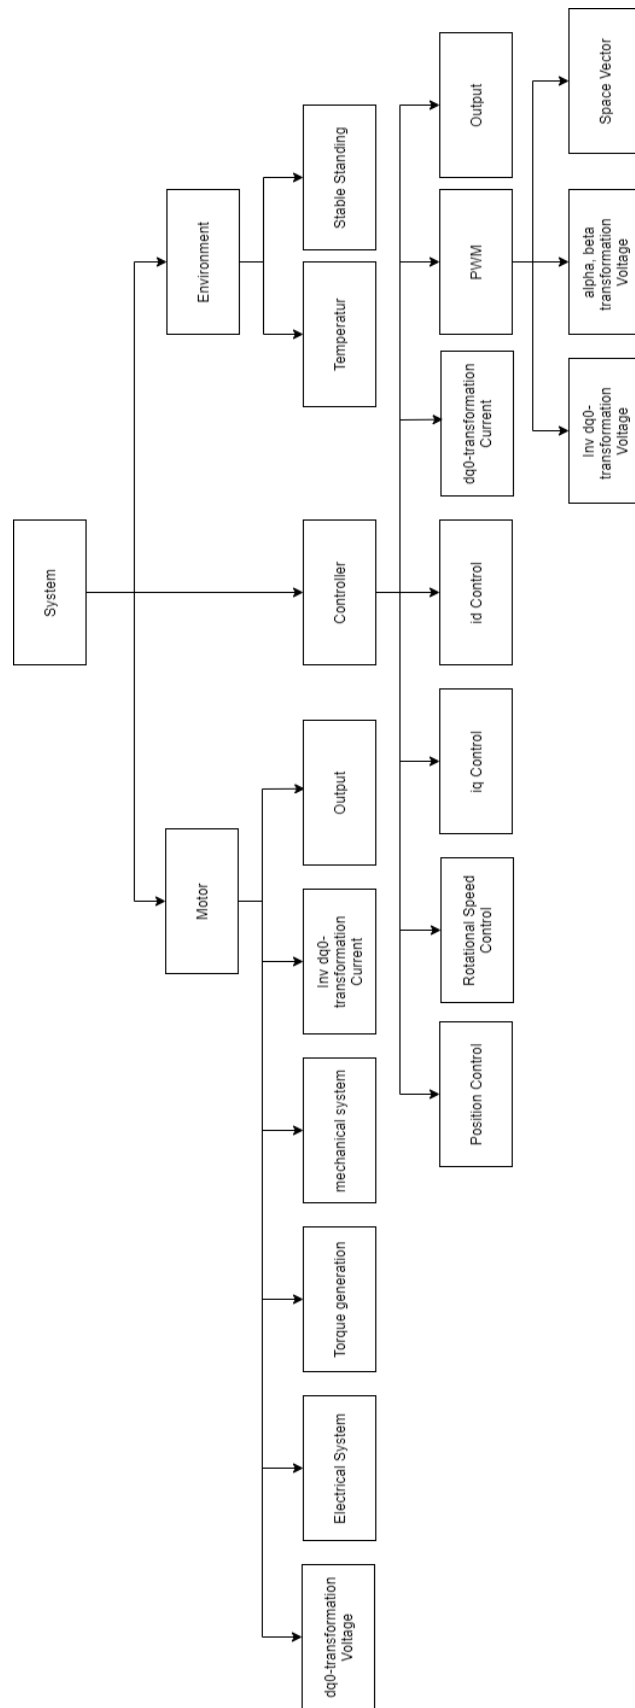 System
Motor
Environment
dq0-transformation
Voltage
Electrical System
Torque generation
mechanical system
Inv dq0-
transformation
Current
Output
Controller
Temperatur
Stable Standing
Position Control
Rotational Speed
Control
iq Control
id Control
dq0-transformation
Current
PWM
Output
Inv dq0-
transformation
Voltage
alpha, beta
transformation
Voltage
Space Vector